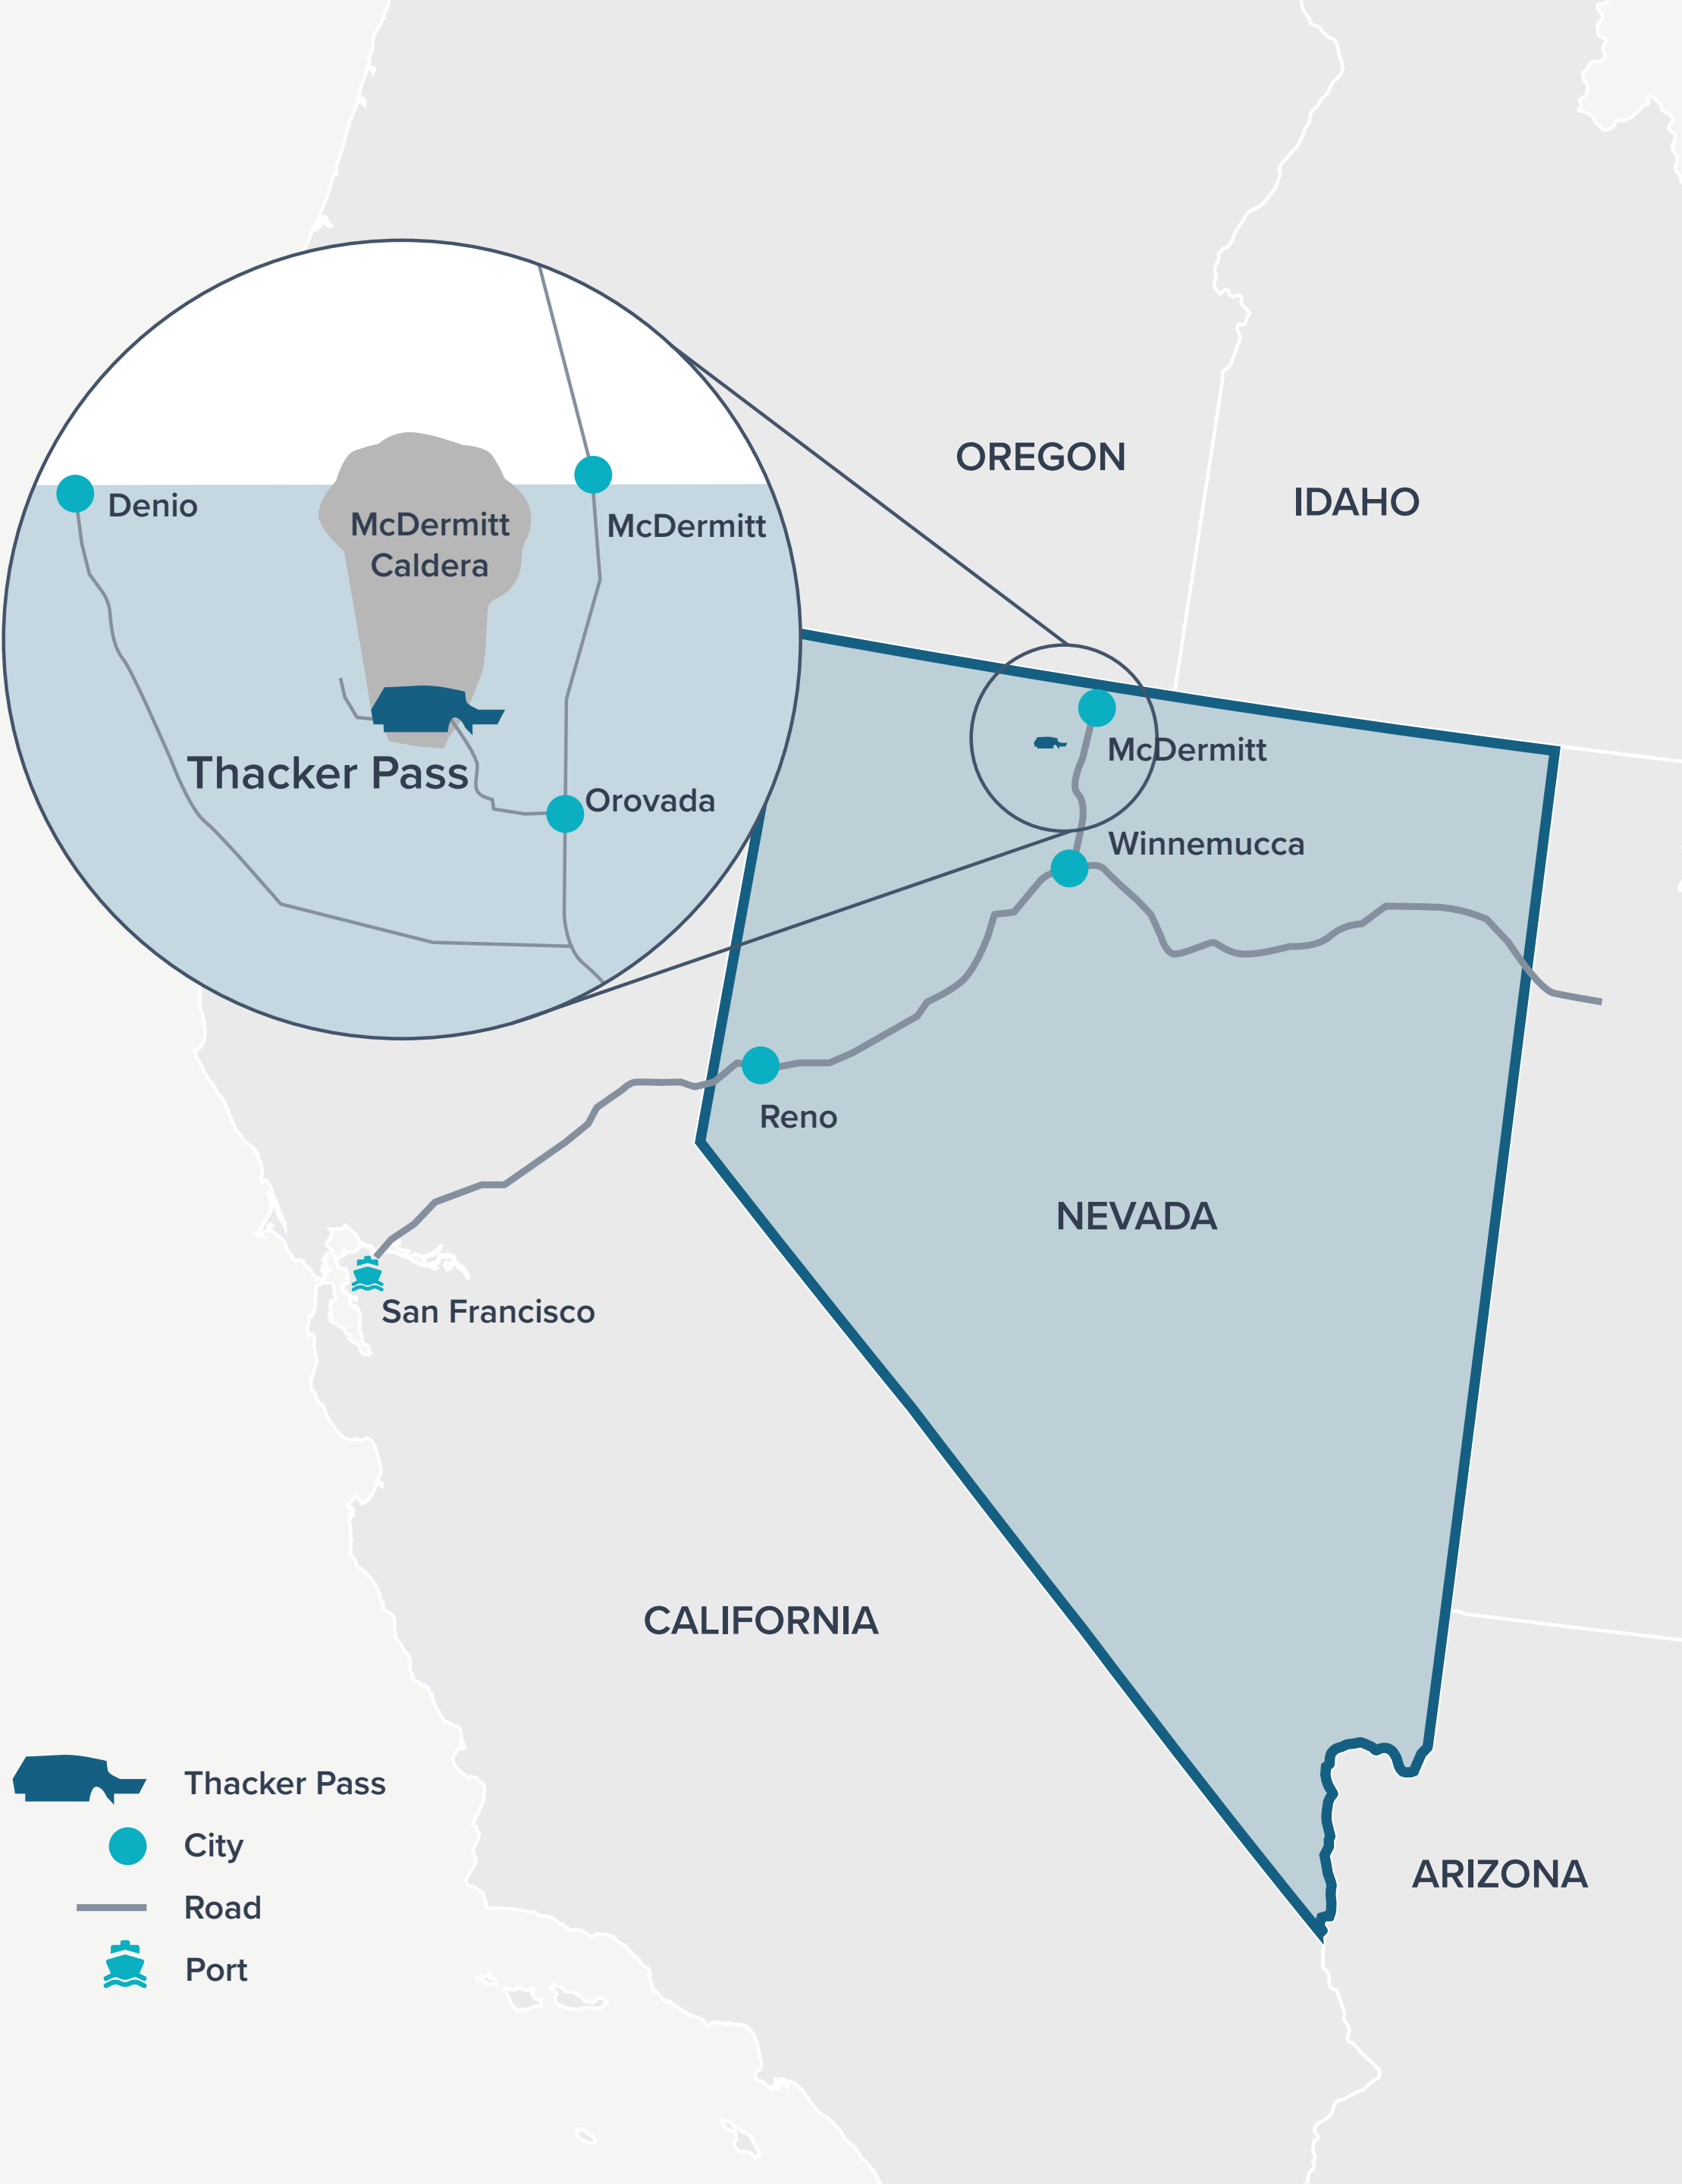 OREGON
IDAHO
Denio
McDermitt
Caldera
McDermitt
Thacker Pass
Orovada
McDermitt
Winnemucca
Reno
NEVADA
San Francisco
CALIFORNIA
ARIZONA
Thacker Pass
City
Road
Port